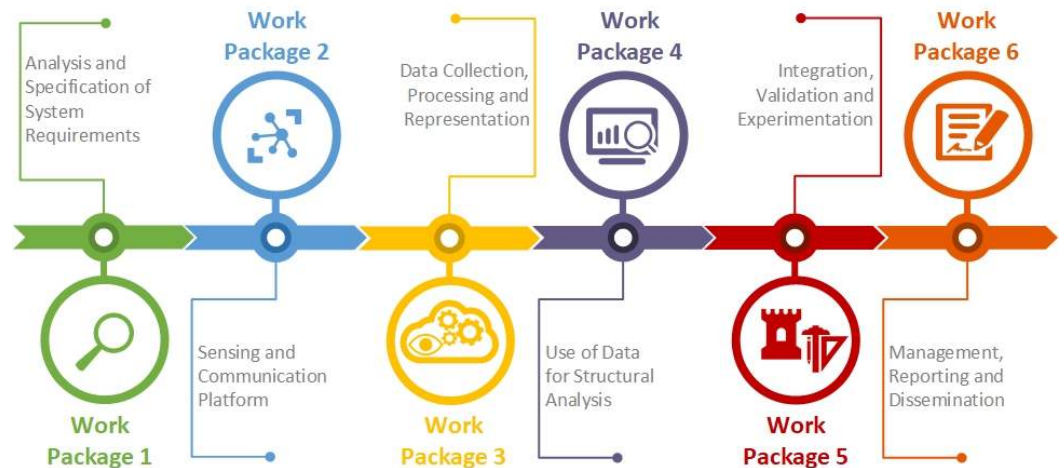 Work
Package 1
Analysis and
Specification of
System
Requirements
Work
Package 2
Sensing and
Communication
Platform
Work
Package 3
Data Collection,
Processing and
Representation
Work
Package 4
Use of Data
for Structural
Analysis
Work
Package 5
Integration,
Validation and
Experimentation
Work
Package 6
Management,
Reporting and
Dissemination